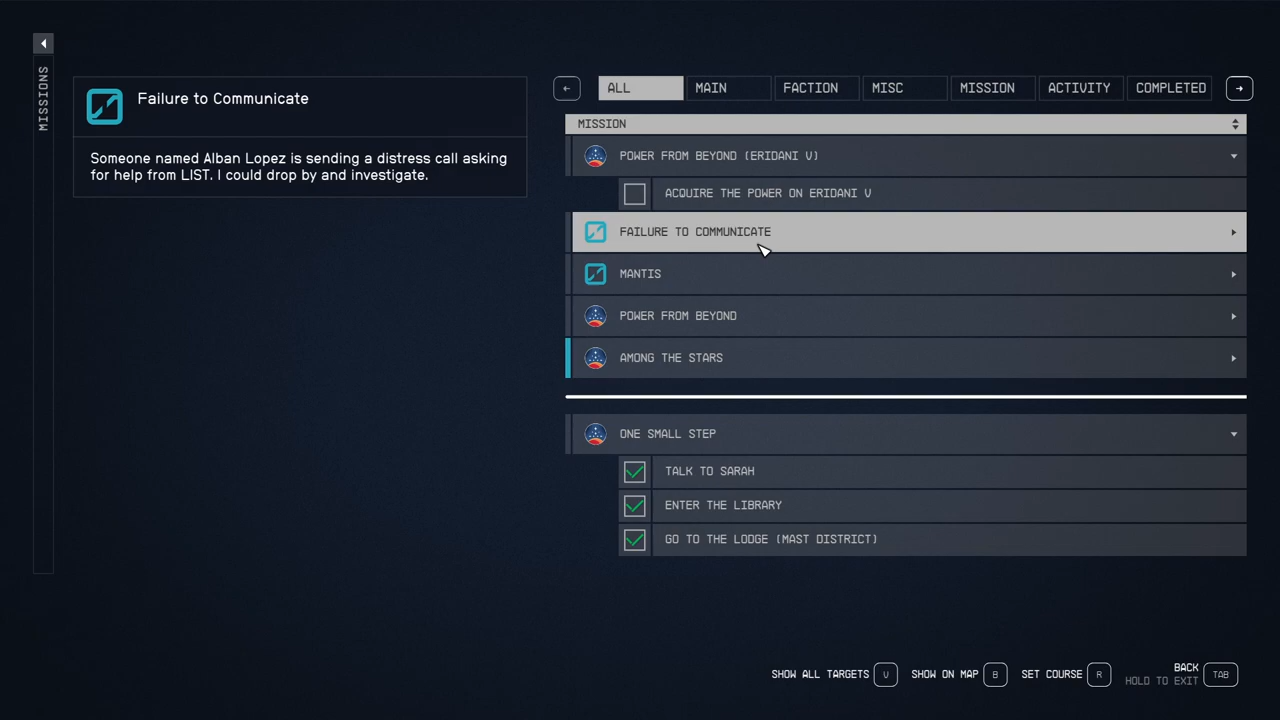 MISSIONS
Failure to Communicate
Someone named Alban Lopez is sending a distress call asking
for help from LIST. I could drop by and investigate.
ALL
MAIN
FACTION
MISC
MISSION
ACTIVITY
COMPLETED
MISSION
POWER FROM BEYOND (ERIDANI V)
ACQUIRE THE POWER ON ERIDANI V
FAILURE TO COMMUNICATE
MANTIS
POWER FROM BEYOND
AMONG THE STARS
ONE SMALL STEP
TALK TO SARAH
ENTER THE LIBRARY
GO TO THE LODGE (MAST DISTRICT)
SHOW ALL TARGETS V
SHOW ON MAP B
SET COURSE R
BACK
HOLD TO EXIT
TAB